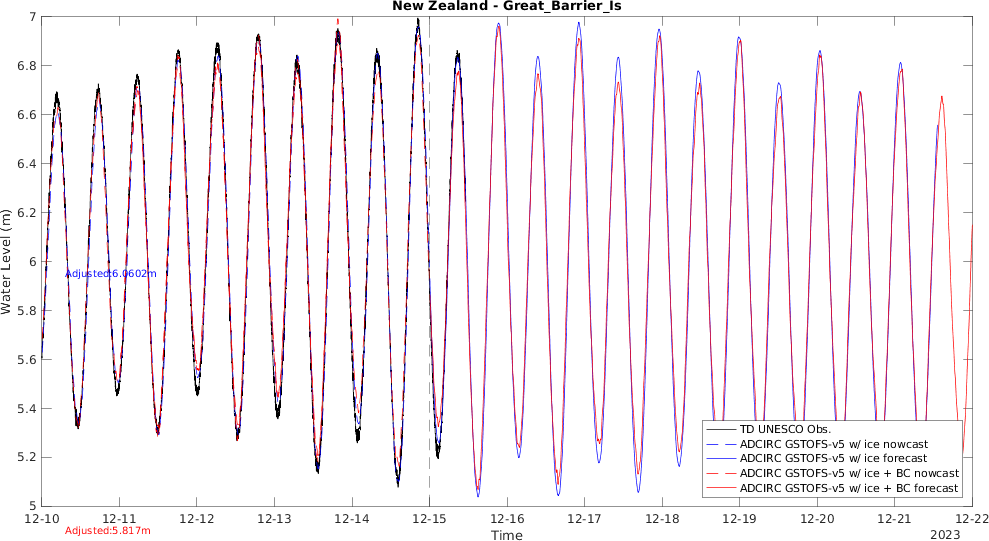 New Zealand - Great_Barrier_Is
7
6.8
6.6
6.4
6.2
6
5.8
5.6
5.4
5.2
5
Water Level (m)
Adjusted:6.0602m
TD UNESCO Obs.
ADCIRC GSTOFS-v5 w/ ice nowcast
ADCIRC GSTOFS-v5 w/ ice forecast
ADCIRC GSTOFS-v5 w/ ice + BC nowcast
ADCIRC GSTOFS-v5 w/ ice + BC forecast
12-10 12-11 12-12 12-13 12-14 12-15 12-16 12-17 12-18 12-19 12-20 12-21 12-22
Adjusted:5.817m
Time
2023